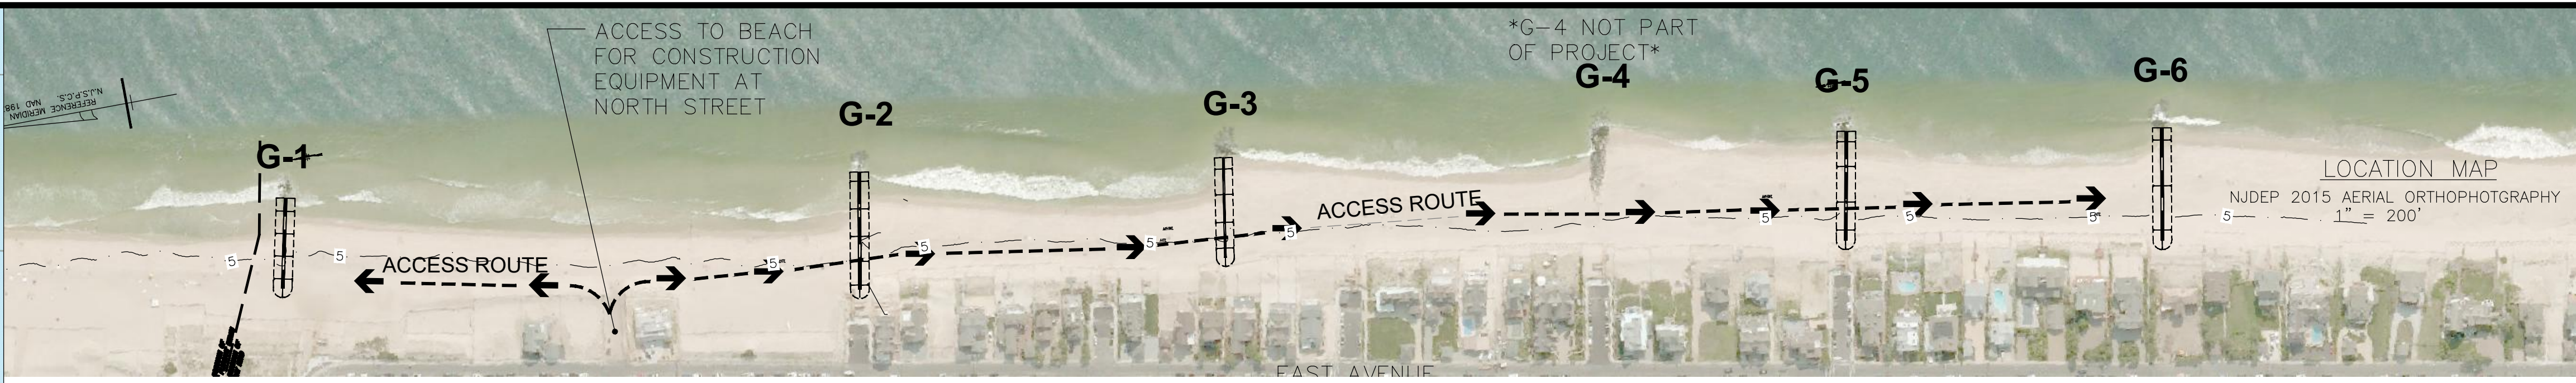 ACCESS TO BEACH
FOR CONSTRUCTION
EQUIPMENT AT
NORTH STREET
*G-4 NOT PART
OF PROJECT*
REFERENCE MERIDIAN
N.J.S.P.C.S. NAD 198
G-1
G-2
G-3
G-4
G-5
G-6
ACCESS ROUTE
ACCESS ROUTE
5
5
5
5
5
5
5
5
5
5
LOCATION MAP
NJDEP 2015 AERIAL ORTHOPHOTGRAPHY
1" = 200'
EAST AVENUE